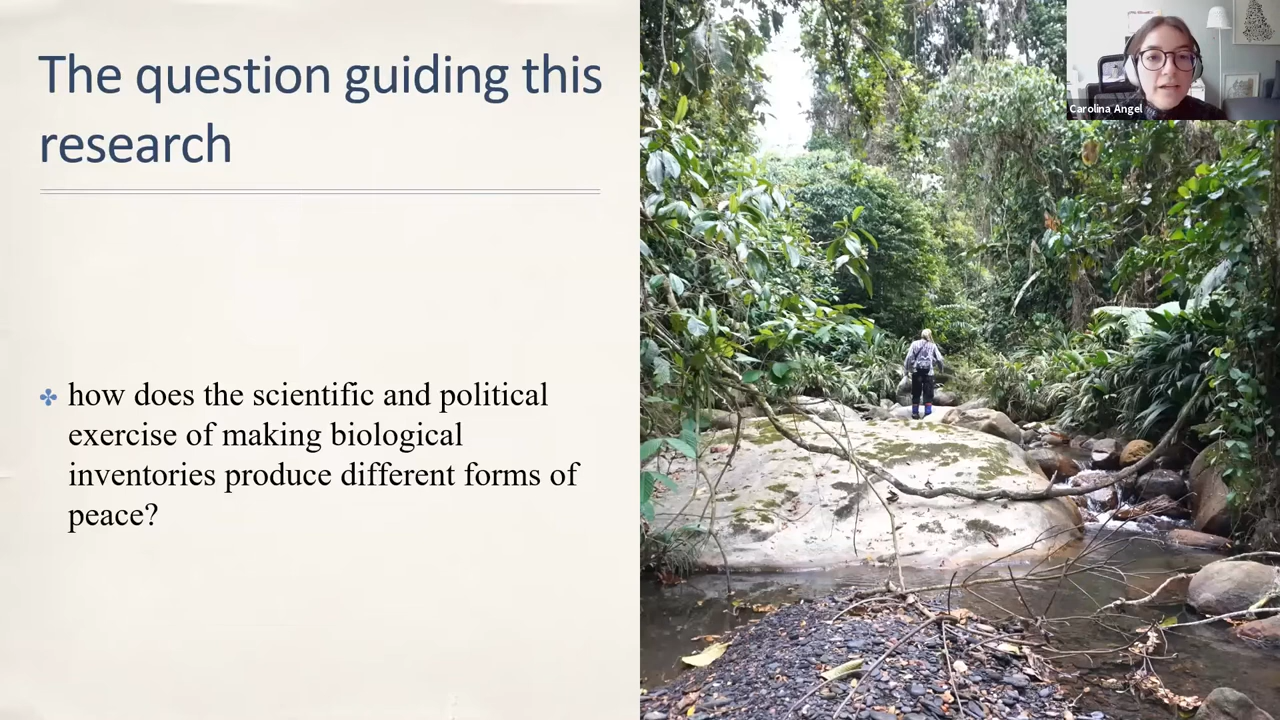 The question guiding this
research
how does the scientific and political
exercise of making biological
inventories produce different forms of
peace?
Carolina Angel